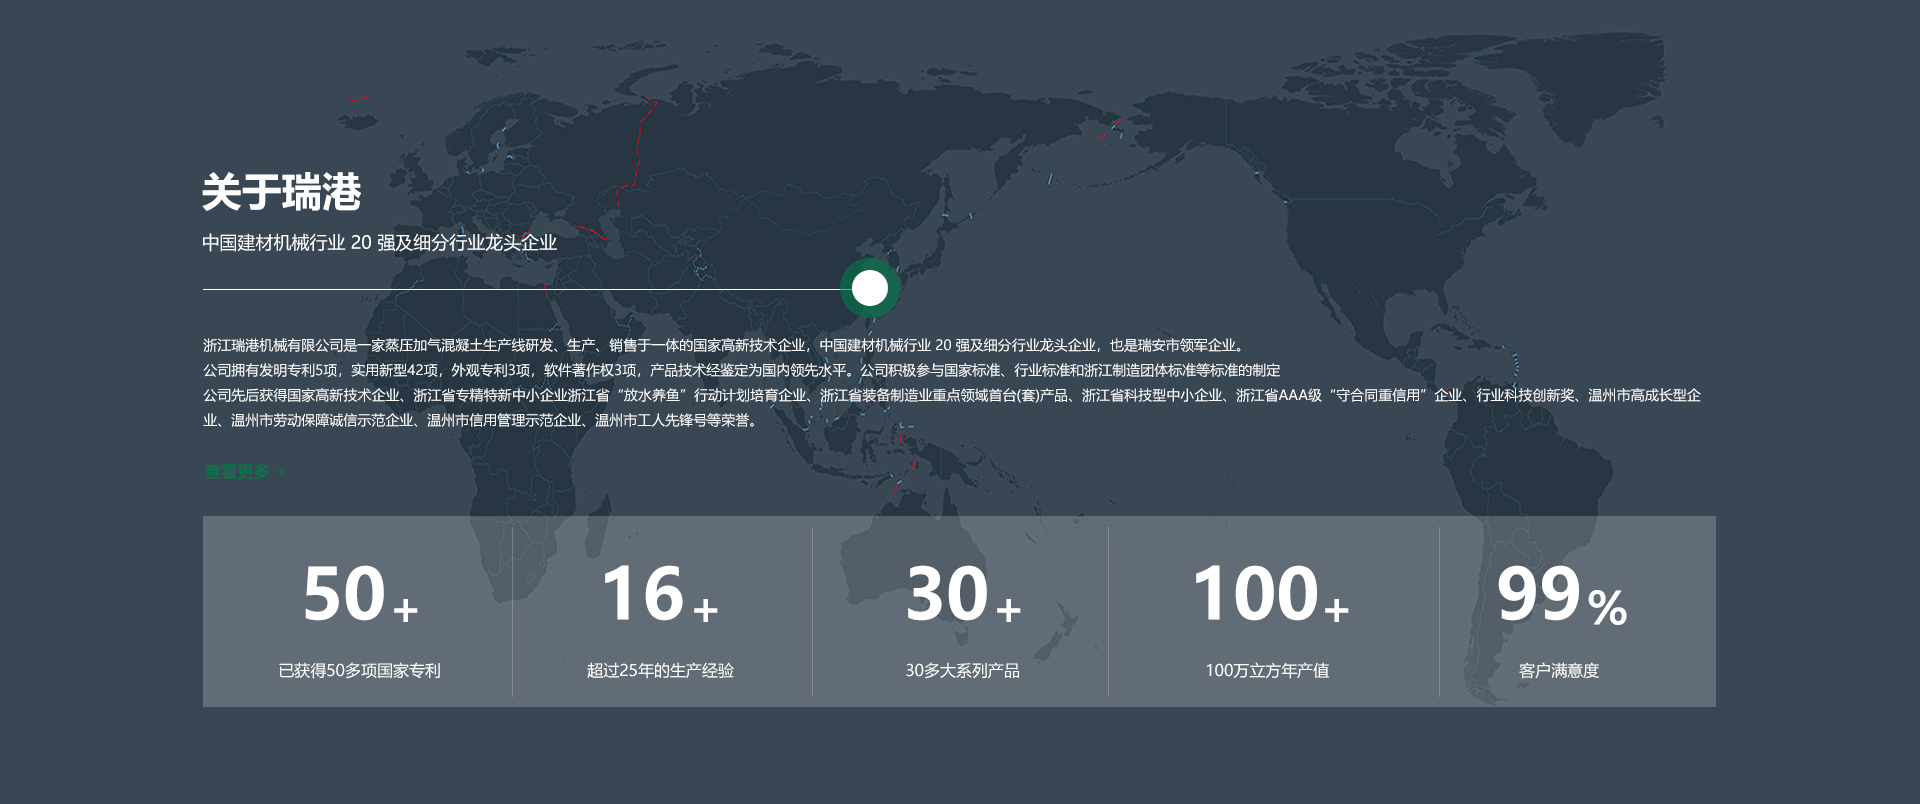 关于瑞港
中国建材机械行业 20 强及细分行业龙头企业
浙江瑞港机械有限公司是一家蒸压加气混凝土生产线研发、生产、销售于一体的国家高新技术企业，中国建材机械行业 20 强及细分行业龙头企业，也是瑞安市领军企业。
公司拥有发明专利5项，实用新型42项，外观专利3项，软件著作权3项，产品技术经鉴定为国内领先水平。公司积极参与国家标准、行业标准和浙江制造团体标准等标准的制定
公司先后获得国家高新技术企业、浙江省专精特新中小企业浙江省“放水养鱼”行动计划培育企业、浙江省装备制造业重点领域首台(套)产品、浙江省科技型中小企业、浙江省AAA级“守合同重信用”企业、行业科技创新奖、温州市高成长型企
业、温州市劳动保障诚信示范企业、温州市信用管理示范企业、温州市工人先锋号等荣誉。
查看更多 +
50+
已获得50多项国家专利
16+
超过25年的生产经验
30+
30多大系列产品
100+
100万立方年产值
99%
客户满意度